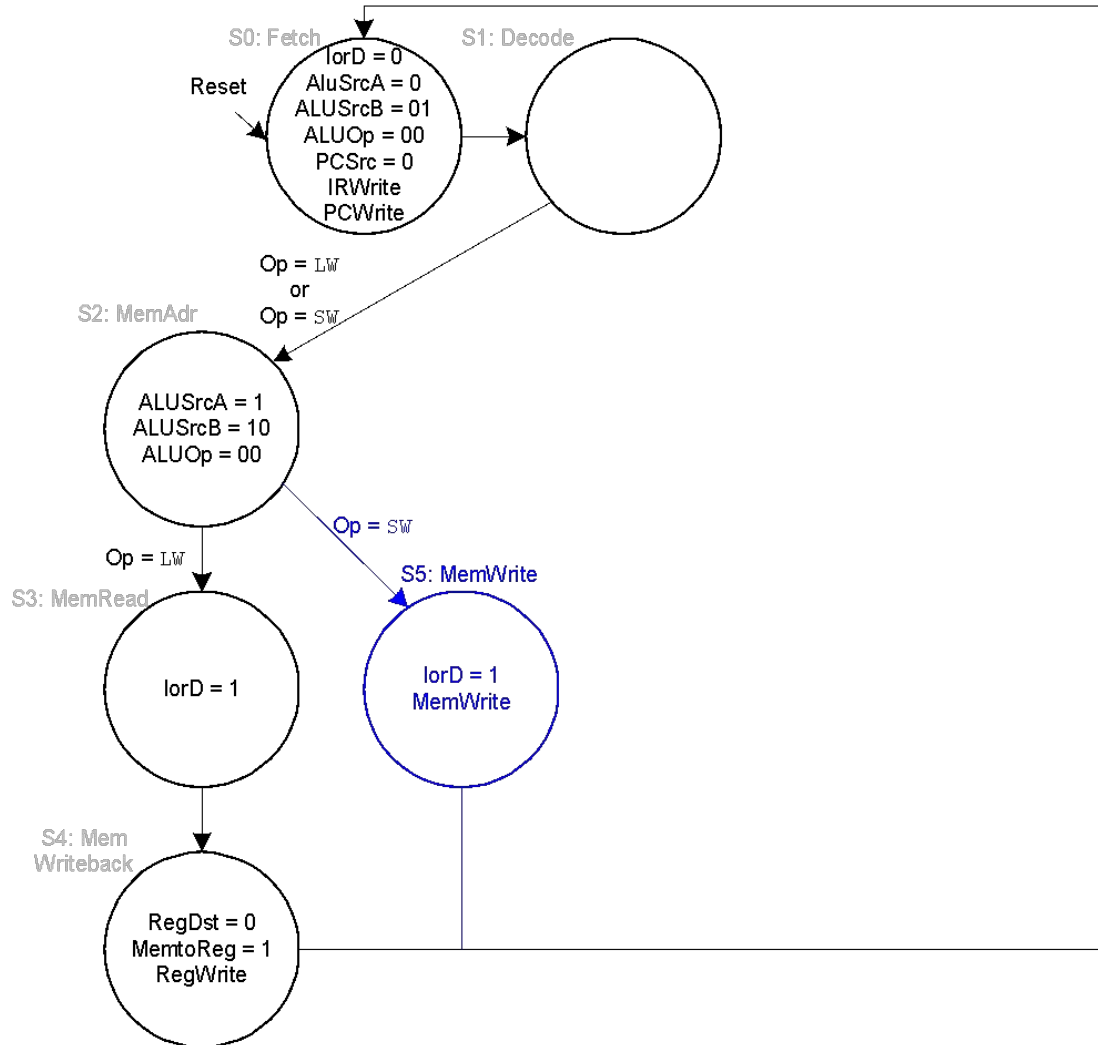 S0: Fetch
S1: Decode
Reset
IorD = 0
AluSrcA = 0
ALUSrcB = 01
ALUOp = 00
PCSrc = 0
IRWrite
PCWrite
Op = LW
or
Op = SW
S2: MemAdr
ALUSrcA = 1
ALUSrcB = 10
ALUOp = 00
Op = SW
Op = LW
S5: MemWrite
S3: MemRead
IorD = 1
IorD = 1
MemWrite
S4: Mem
Writeback
RegDst = 0
MemtoReg = 1
RegWrite